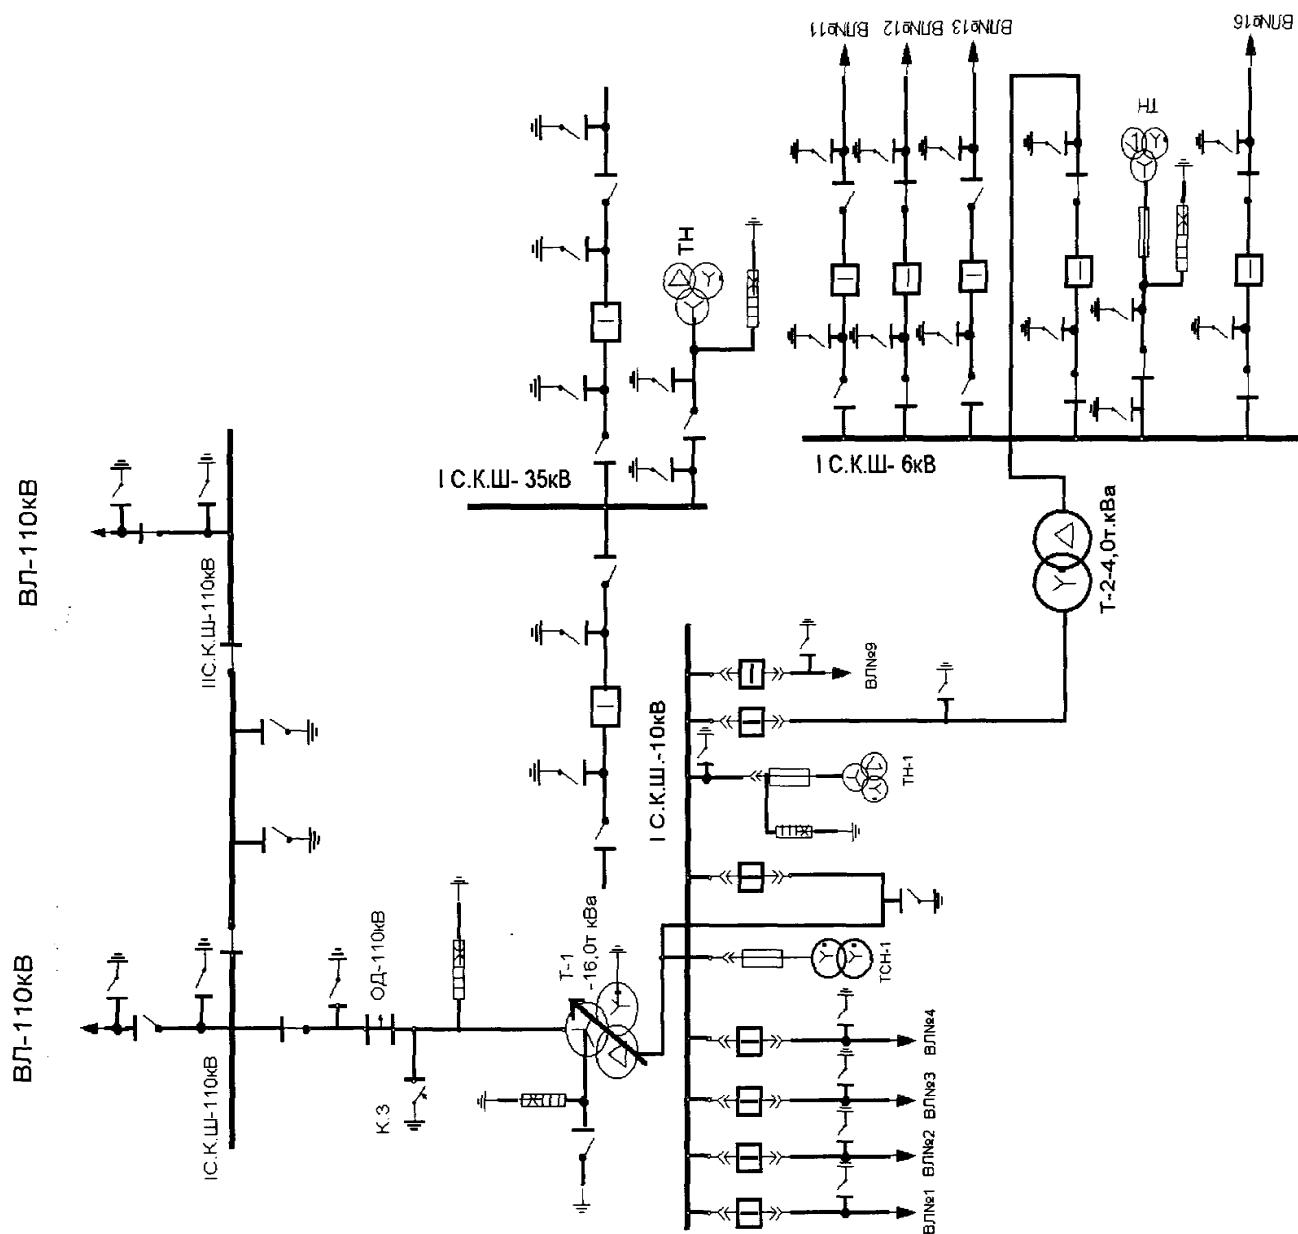 ВЛ-110кВ
ВЛ-110кВ
IС.К.Ш-110кВ
IIС.К.Ш-110кВ
ОД-110кВ
К.З
Т-1
-16,0т кВа
I С.К.Ш- 35кВ
ТН
I С.К.Ш.-10кВ
ВЛ№1
ВЛ№2
ВЛ№3
ВЛ№4
ТСН-1
ТН-1
ВЛ№9
Т-2-4,0т.кВа
I С.К.Ш- 6кВ
ВЛ№11
ВЛ№12
ВЛ№13
ТН
ВЛ№16